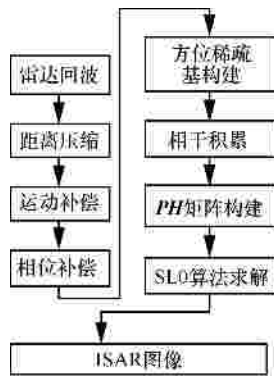 雷达回波
距离压缩
运动补偿
相位补偿
方位稀疏
基构建
相干积累
PH矩阵构建
SL0算法求解
ISAR图像